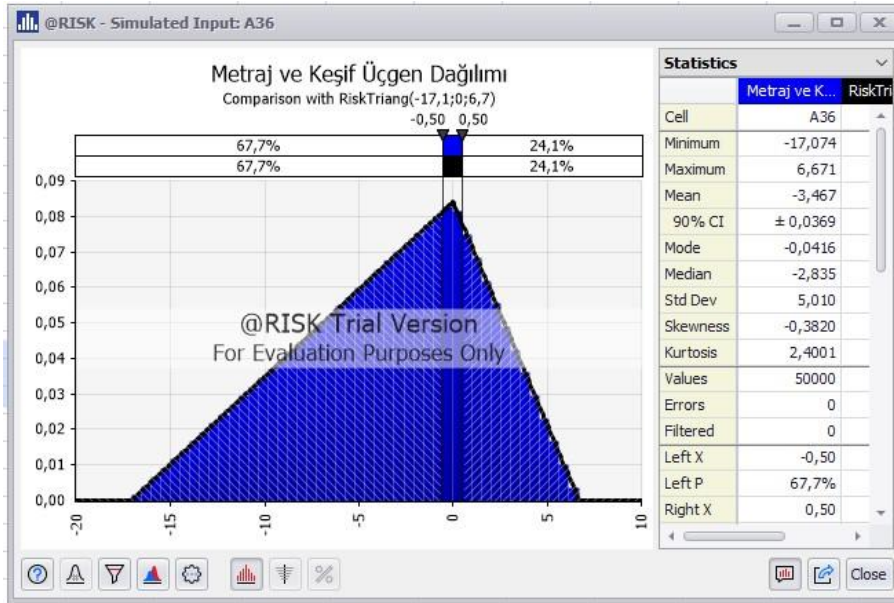 @RISK - Simulated Input: A36
Metraj ve Keşif Üçgen Dağılımı
Comparison with RiskTriang(-17,1;0;6,7)
-0,50 0,50
67,7% 24,1%
67,7% 24,1%
0,09
0,08
0,07
0,06
0,05
0,04
0,03
0,02
0,01
0,00
-20 -15 -10 -5 0 5 10
@RISK Trial Version
For Evaluation Purposes Only
Statistics
Metraj ve K... RiskTri
Cell A36
Minimum -17,074
Maximum 6,671
Mean -3,467
90% CI ± 0,0369
Mode -0,0416
Median -2,835
Std Dev 5,010
Skewness -0,3820
Kurtosis 2,4001
Values 50000
Errors 0
Filtered 0
Left X -0,50
Left P 67,7%
Right X 0,50
Close